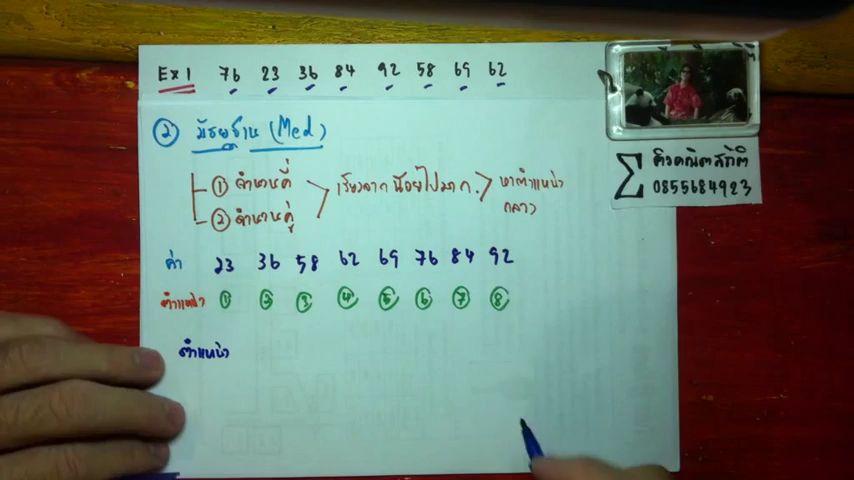 Ex 1 76 23 36 84 92 58 69 62
② มัธยฐาน (Med)
① จำนวนคี่
② จำนวนคู่
เรียงจากน้อยไปมาก
หาตำแหน่ง
กลาง
ค่า 23 36 58 62 69 76 84 92
ตำแหน่ง ① ② ③ ④ ⑤ ⑥ ⑦ ⑧
ตำแหน่ง
∑ ติวคณิตสถิติ
0855684923